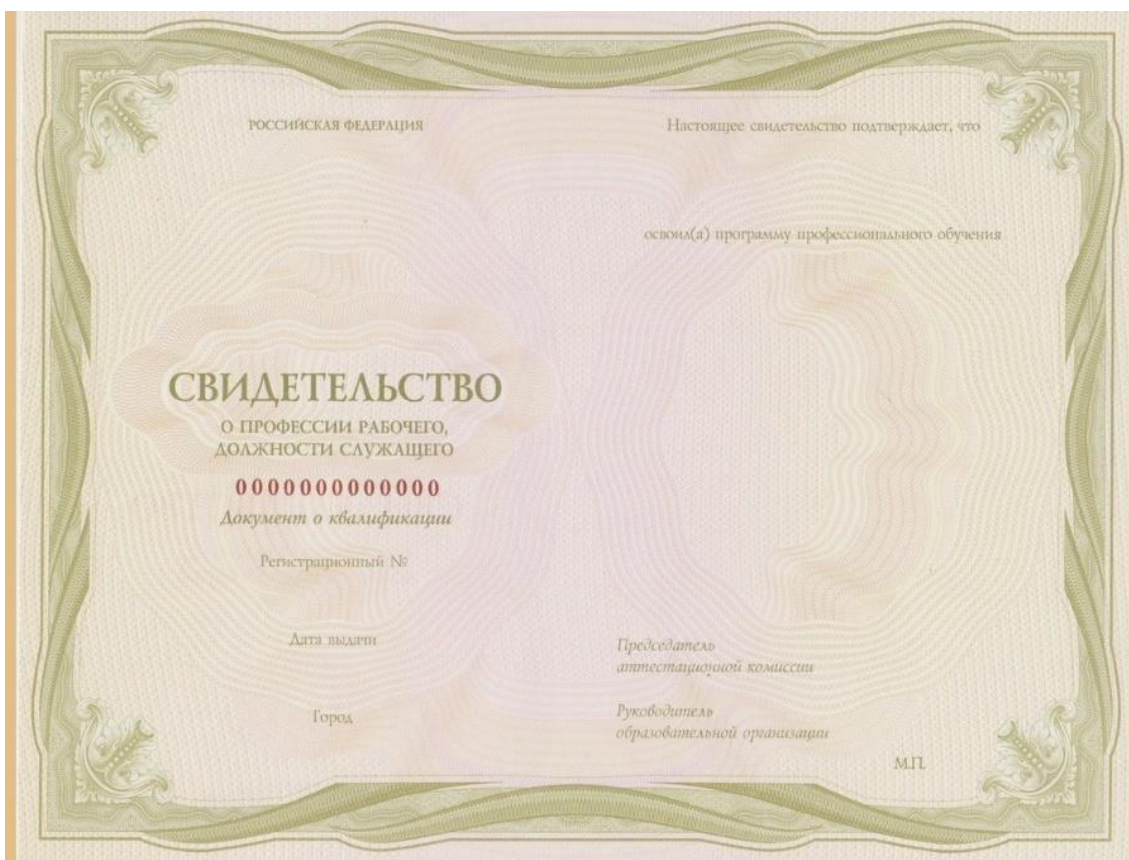 РОССИЙСКАЯ ФЕДЕРАЦИЯ
СВИДЕТЕЛЬСТВО
О ПРОФЕССИИ РАБОЧЕГО,
ДОЛЖНОСТИ СЛУЖАЩЕГО
0000000000000
Документ о квалификации
Регистрационный №
Дата выдачи
Город
Настоящее свидетельство подтверждает, что
освоил(а) программу профессионального обучения
Председатель
аттестационной комиссии
Руководитель
образовательной организации
М.П.